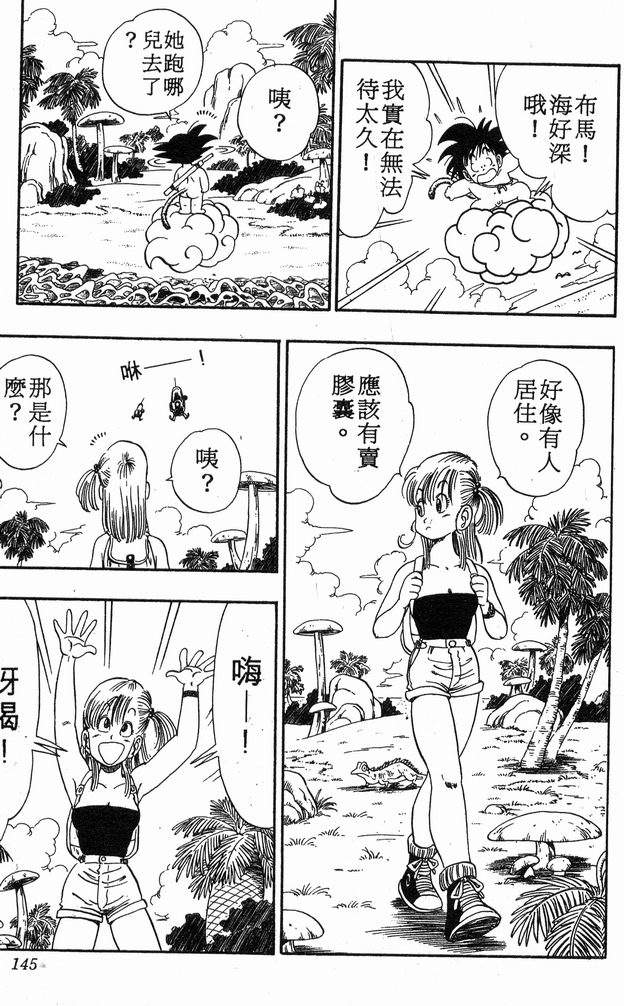 布馬！
海好深
哦！
我實在無法
待太久！
咦？
她跑哪
兒去了
？
好像有人
居住。
應該有賣
膠囊。
咻——！
咦？
那是什
麼？
嗨—！
呀喝！
145